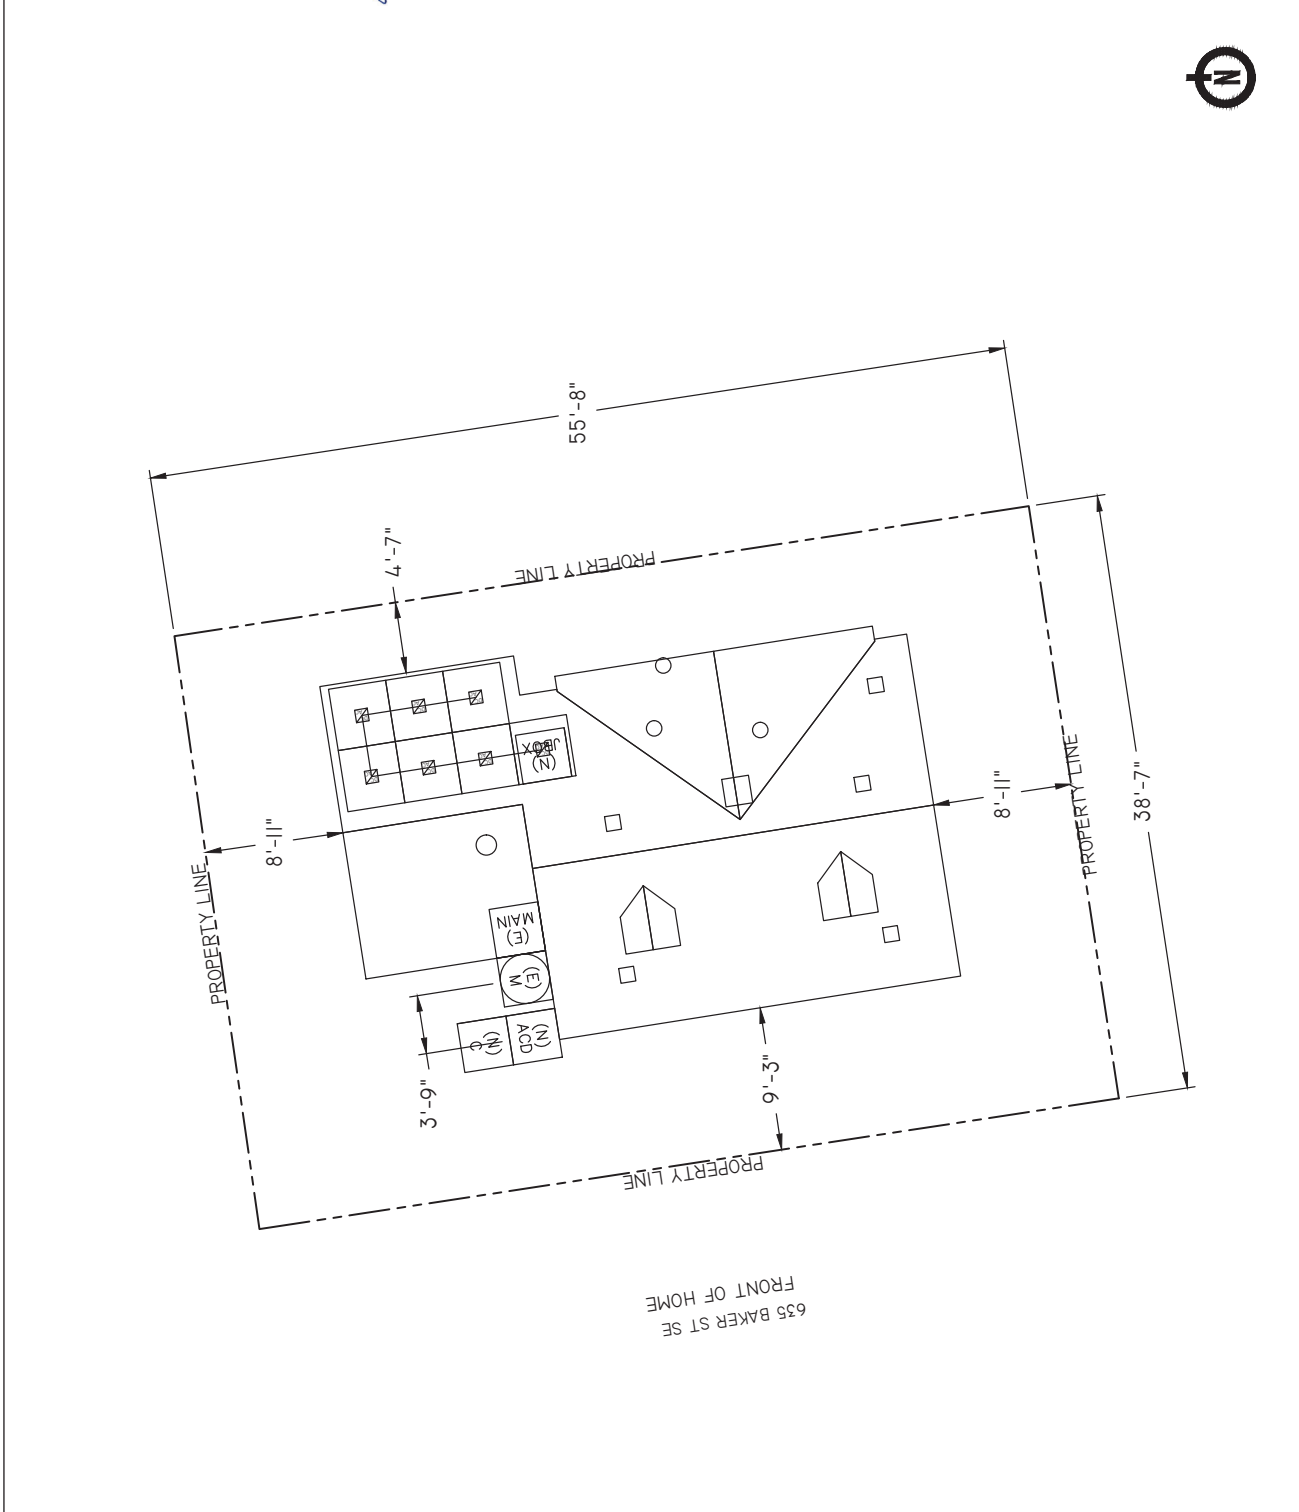 N
55'-8"
4'-7"
PROPERTY LINE
(N)
JBOX
8'-11"
8'-11"
PROPERTY LINE
38'-7"
PROPERTY LINE
(E)
MAIN
(E)
M
(N)
C
(N)
ACD
3'-9"
9'-3"
PROPERTY LINE
635 BAKER ST SE
FRONT OF HOME